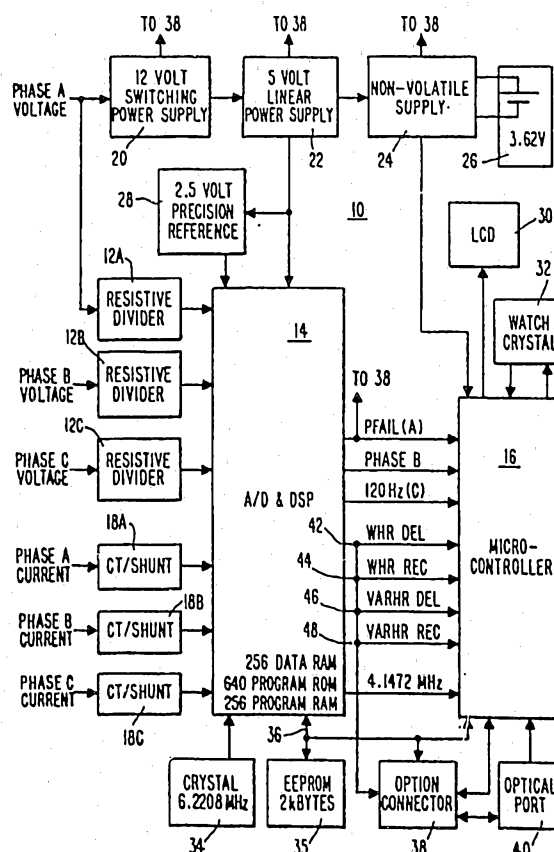 TO 38
TO 38
TO 38
PHASE A
VOLTAGE
12 VOLT
SWITCHING
POWER SUPPLY
5 VOLT
LINEAR
POWER SUPPLY
NON-VOLATILE
SUPPLY
3.62V
20
22
24
26
28
2.5 VOLT
PRECISION
REFERENCE
10
LCD
30
32
WATCH
CRYSTAL
12A
RESISTIVE
DIVIDER
14
12B
PHASE B
VOLTAGE
RESISTIVE
DIVIDER
TO 38
12C
PHASE C
VOLTAGE
RESISTIVE
DIVIDER
PFAIL(A)
PHASE B
120Hz(C)
16
A/D & DSP
MICRO-
CONTROLLER
18A
PHASE A
CURRENT
CT/SHUNT
42
WHR DEL
44
WHR REC
18B
PHASE B
CURRENT
CT/SHUNT
46
VARHR DEL
48
VARHR REC
PHASE C
CURRENT
CT/SHUNT
18C
256 DATA RAM
640 PROGRAM ROM
256 PROGRAM RAM
4.1472 MHz
36
CRYSTAL
6.2208 MHz
EEPROM
2kBYTES
OPTION
CONNECTOR
OPTICAL
PORT
34
35
38
40